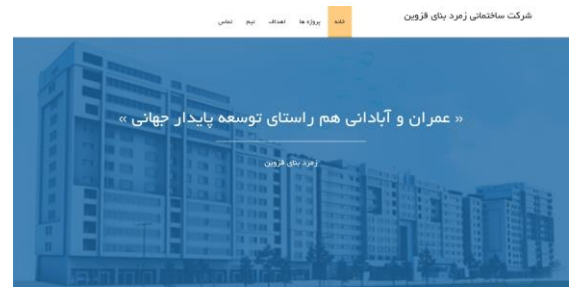 شرکت ساختمانی زمرد بنای قزوین
خانه پروژه ها اهداف تیم تماس
« عمران و آبادانی هم راستای توسعه پایدار جهانی »
زمرد بنای قزوین